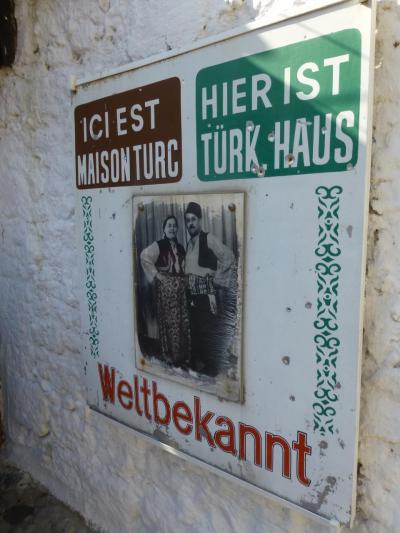 ICI EST
MAISON TURC
HIER IST
TÜRK. HAUS
Weltbekannt